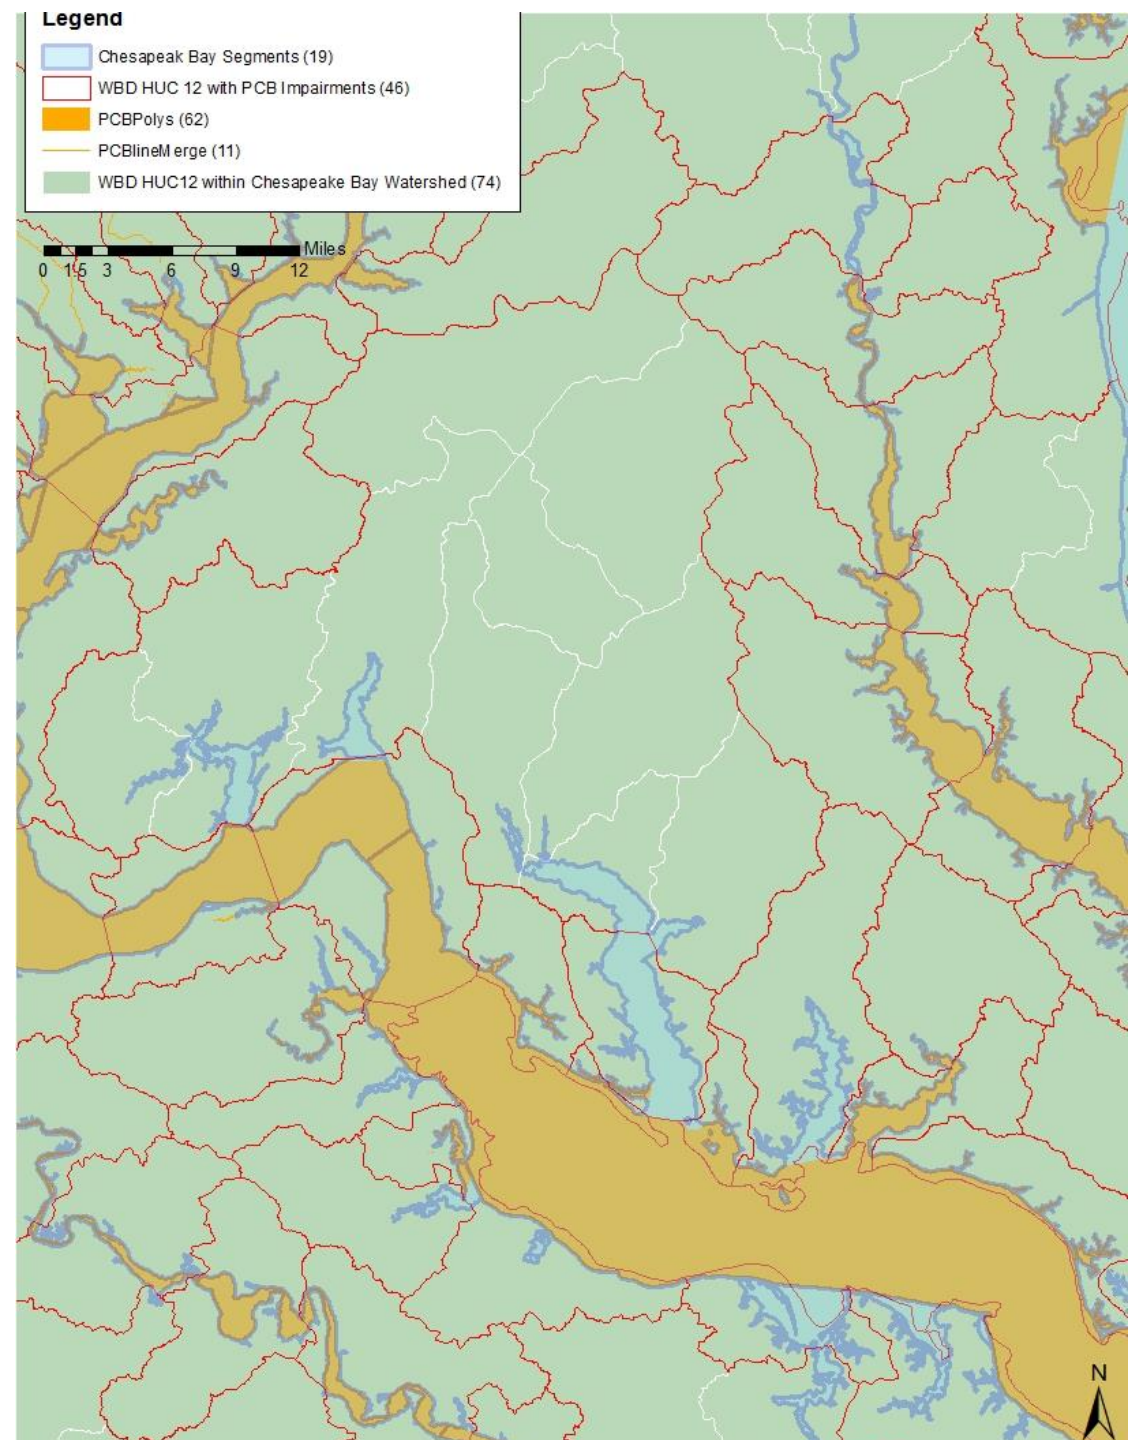 Legend
Chesapeak Bay Segments (19)
WBD HUC 12 with PCB Impairments (46)
PCBPolys (62)
PCBlineMerge (11)
WBD HUC12 within Chesapeake Bay Watershed (74)
Miles
0 1.5 3 6 9 12
N